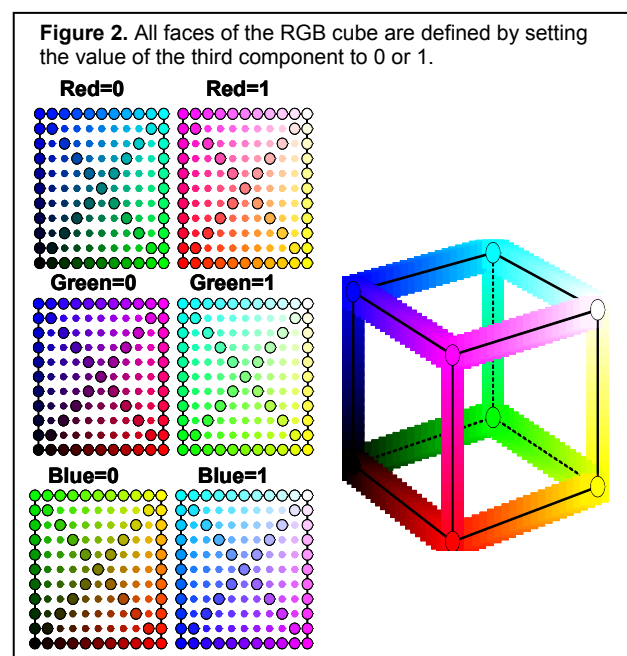 Figure 2. All faces of the RGB cube are defined by setting
the value of the third component to 0 or 1.
Red=0 Red=1
Green=0 Green=1
Blue=0 Blue=1